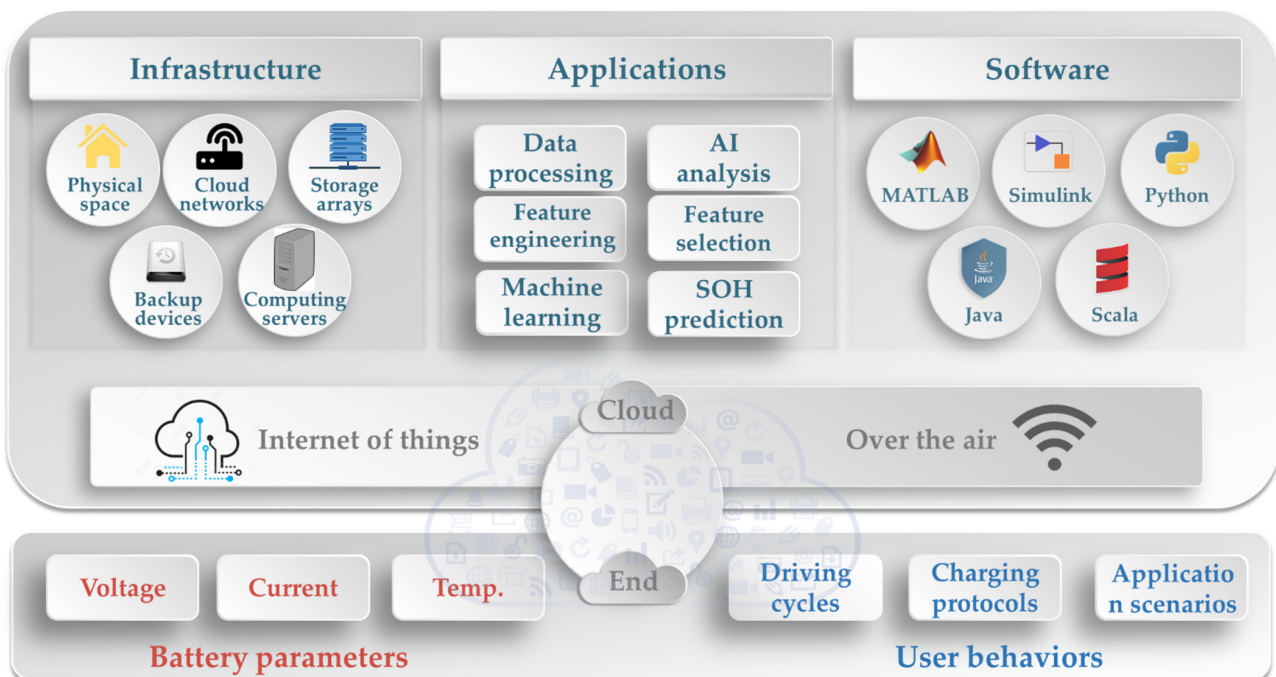 Infrastructure
Applications
Software
Physical
space
Cloud
networks
Storage
arrays
Backup
devices
Computing
servers
Data
processing
AI
analysis
Feature
engineering
Feature
selection
Machine
learning
SOH
prediction
MATLAB
Simulink
Python
Java
Java
Scala
Cloud
Internet of things
Over the air
End
Voltage
Current
Temp.
Driving
cycles
Charging
protocols
Applicatio
n scenarios
Battery parameters
User behaviors